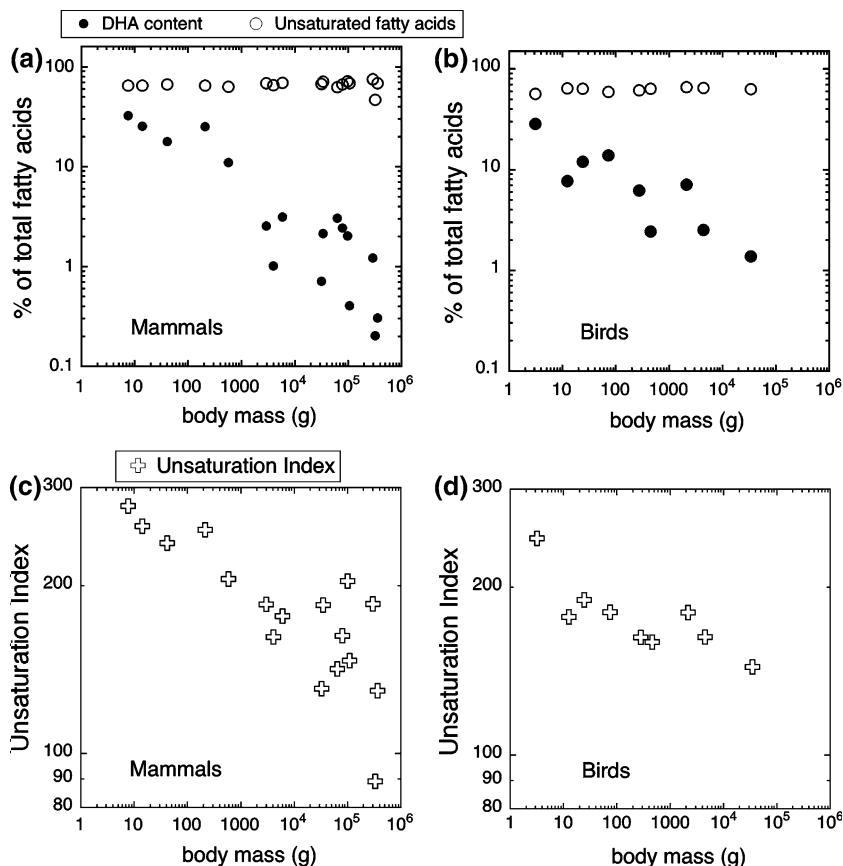 DHA content Unsaturated fatty acids
(a)
% of total fatty acids
100
10
1
0.1
Mammals
1 10 100 1000 10⁴ 10⁵ 10⁶
body mass (g)
(b)
% of total fatty acids
100
10
1
0.1
Birds
1 10 100 1000 10⁴ 10⁵ 10⁶
body mass (g)
Unsaturation Index
(c)
Unsaturation Index
300
200
100
90
80
Mammals
1 10 100 1000 10⁴ 10⁵ 10⁶
body mass (g)
(d)
Unsaturation Index
300
200
100
90
80
Birds
1 10 100 1000 10⁴ 10⁵ 10⁶
body mass (g)